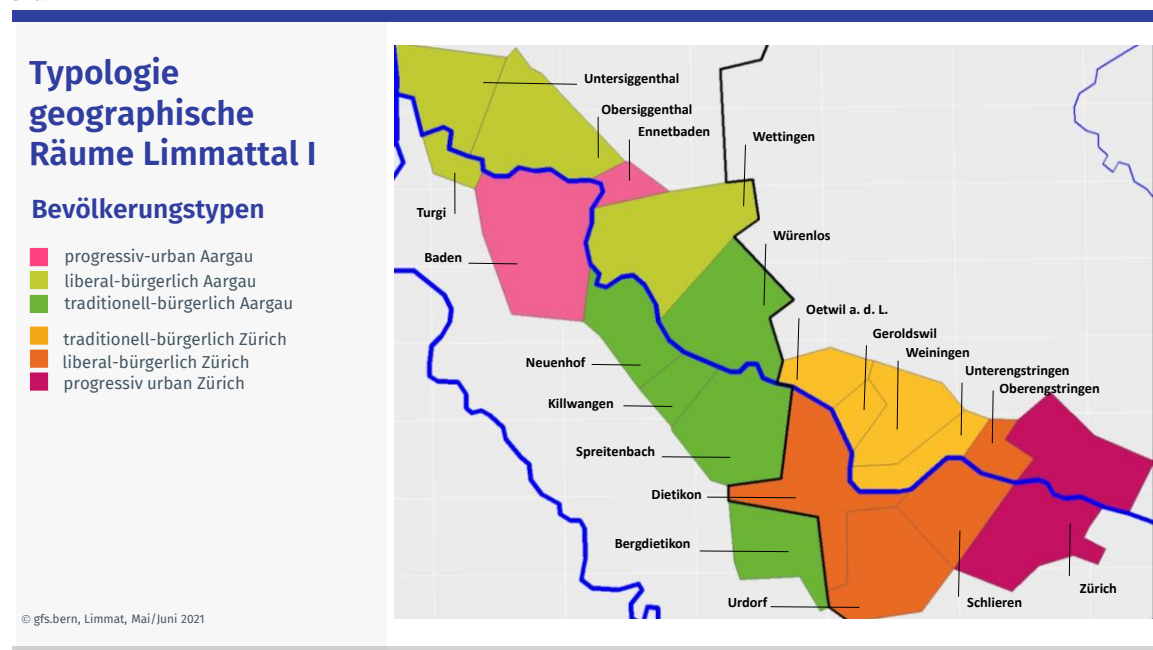 Typologie
geographische
Räume Limmattal I
Bevölkerungstypen
progressiv-urban Aargau
liberal-bürgerlich Aargau
traditionell-bürgerlich Aargau
traditionell-bürgerlich Zürich
liberal-bürgerlich Zürich
progressiv urban Zürich
© gfs.bern, Limmat, Mai/Juni 2021
Untersiggenthal
Obersiggenthal
Ennetbaden
Wettingen
Turgi
Würenlos
Baden
Oetwil a. d. L.
Geroldswil
Weiningen
Neuenhof
Unterengstringen
Oberengstringen
Killwangen
Spreitenbach
Dietikon
Bergdietikon
Zürich
Urdorf
Schlieren